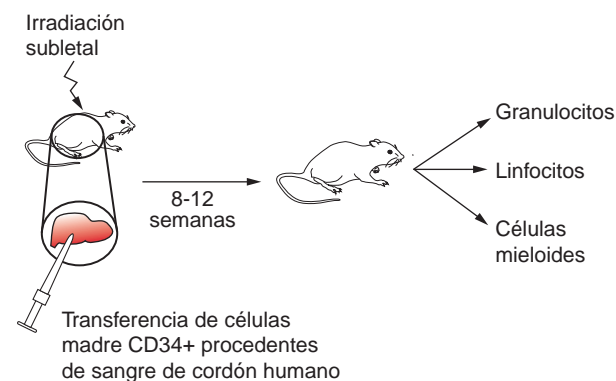 Irradiación
subletal
8-12
semanas
Granulocitos
Linfocitos
Células
mieloides
Transferencia de células
madre CD34+ procedentes
de sangre de cordón humano